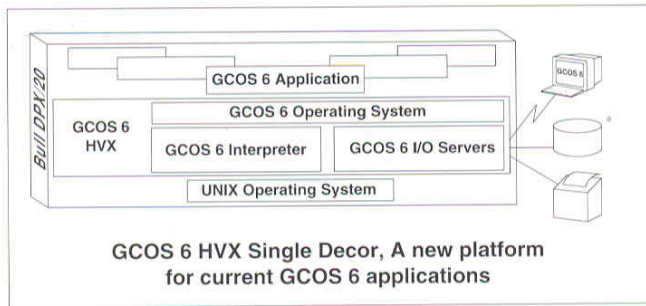 Bull DPX/20
GCOS 6 Application
GCOS 6
HVX
GCOS 6 Operating System
GCOS 6 Interpreter
GCOS 6 I/O Servers
UNIX Operating System
GCOS 6
GCOS 6 HVX Single Decor, A new platform
for current GCOS 6 applications